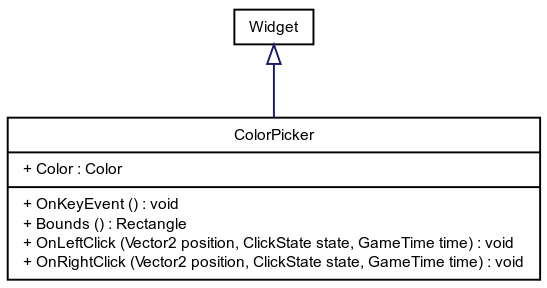 Widget
ColorPicker
+ Color : Color
+ OnKeyEvent () : void
+ Bounds () : Rectangle
+ OnLeftClick (Vector2 position, ClickState state, GameTime time) : void
+ OnRightClick (Vector2 position, ClickState state, GameTime time) : void